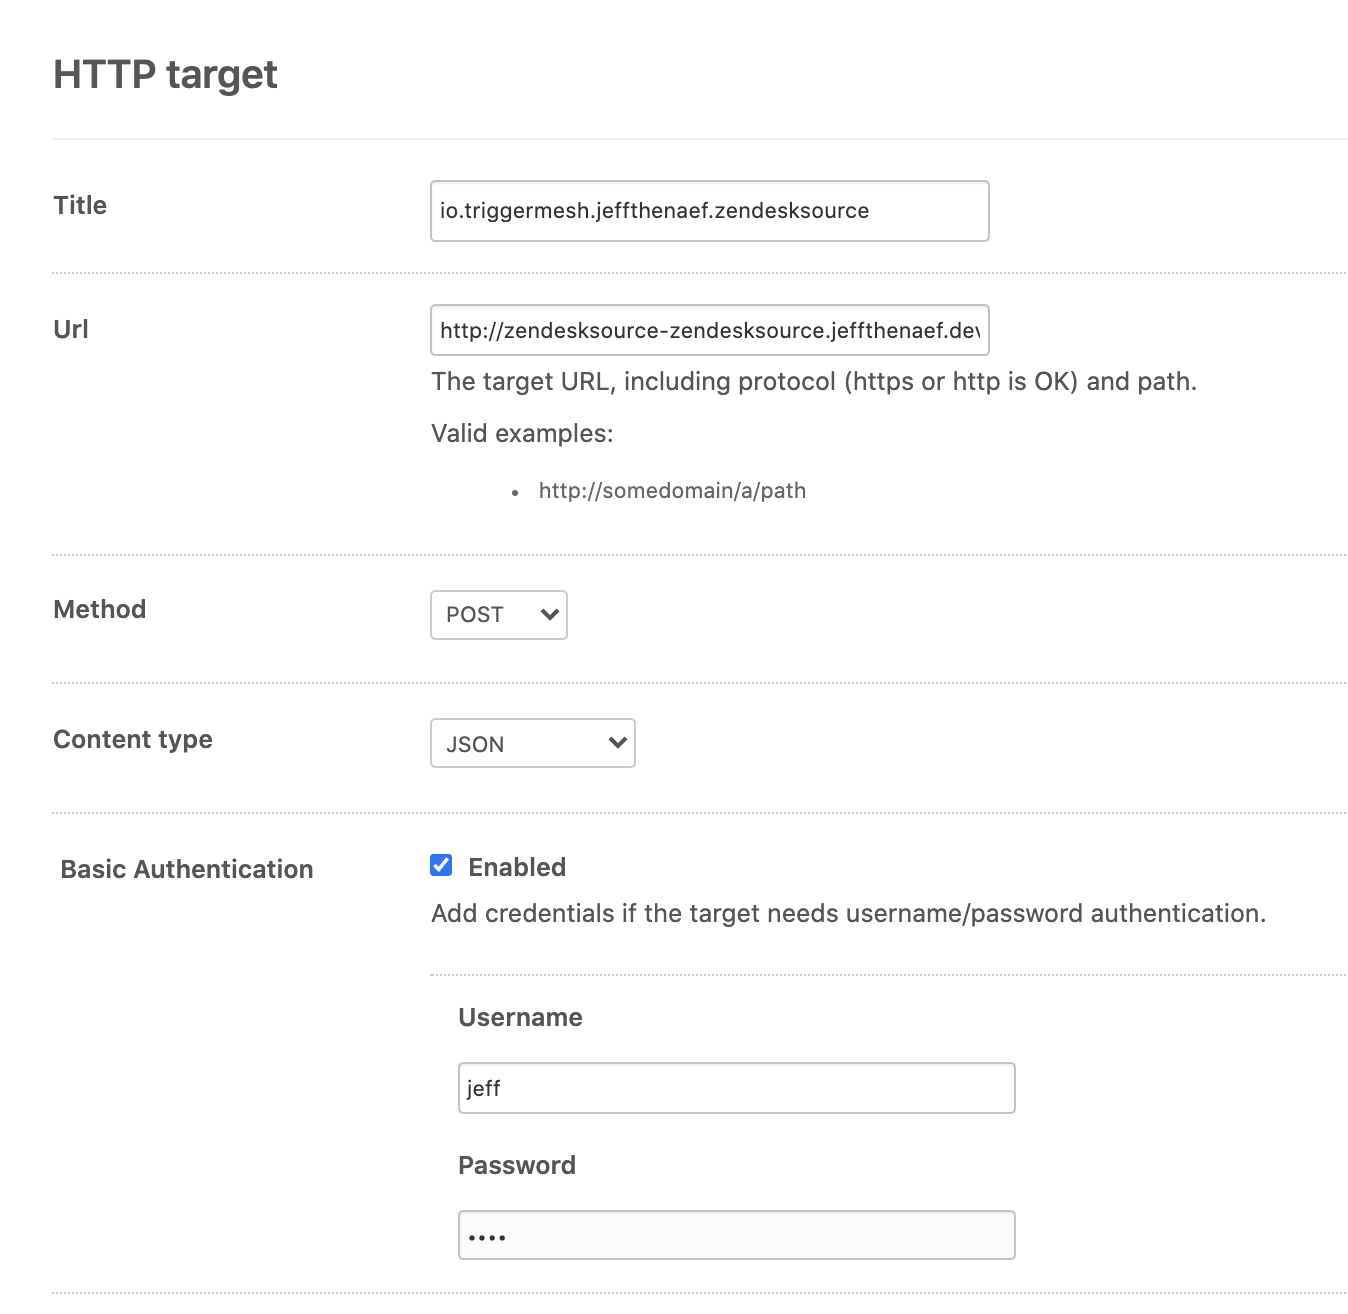 HTTP target
Title
io.triggermesh.jeffthenaef.zendesksource
Url
http://zendesksource-zendesksource.jeffthenaef.dev
The target URL, including protocol (https or http is OK) and path.
Valid examples:
• http://somedomain/a/path
Method
POST
Content type
JSON
Basic Authentication
Enabled
Add credentials if the target needs username/password authentication.
Username
jeff
Password
••••